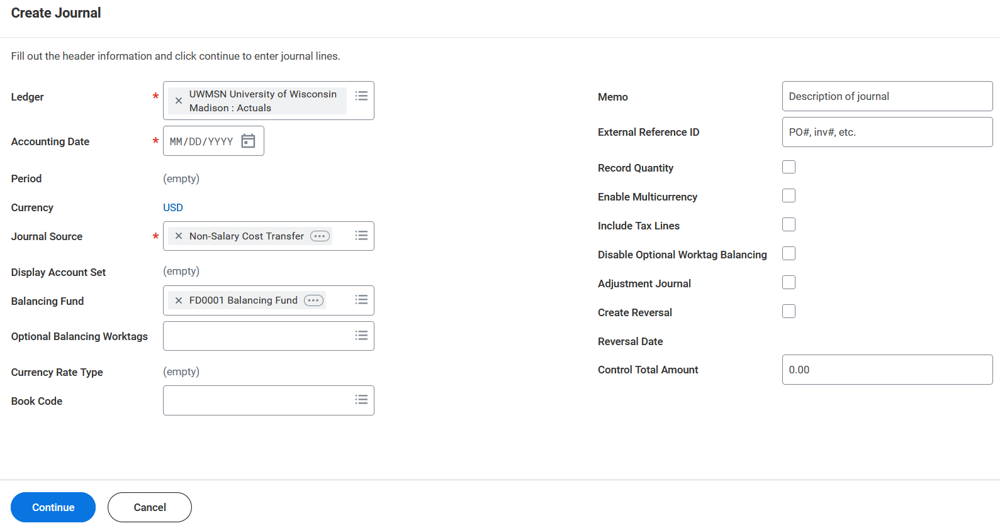 Create Journal
Fill out the header information and click continue to enter journal lines.
Ledger * UWMSN University of Wisconsin
Madison : Actuals
Accounting Date * MM/DD/YYYY
Period (empty)
Currency USD
Journal Source * Non-Salary Cost Transfer
Display Account Set (empty)
Balancing Fund FD0001 Balancing Fund
Optional Balancing Worktags
Currency Rate Type (empty)
Book Code
Memo Description of journal
External Reference ID PO#, inv#, etc.
Record Quantity
Enable Multicurrency
Include Tax Lines
Disable Optional Worktag Balancing
Adjustment Journal
Create Reversal
Reversal Date
Control Total Amount 0.00
Continue Cancel